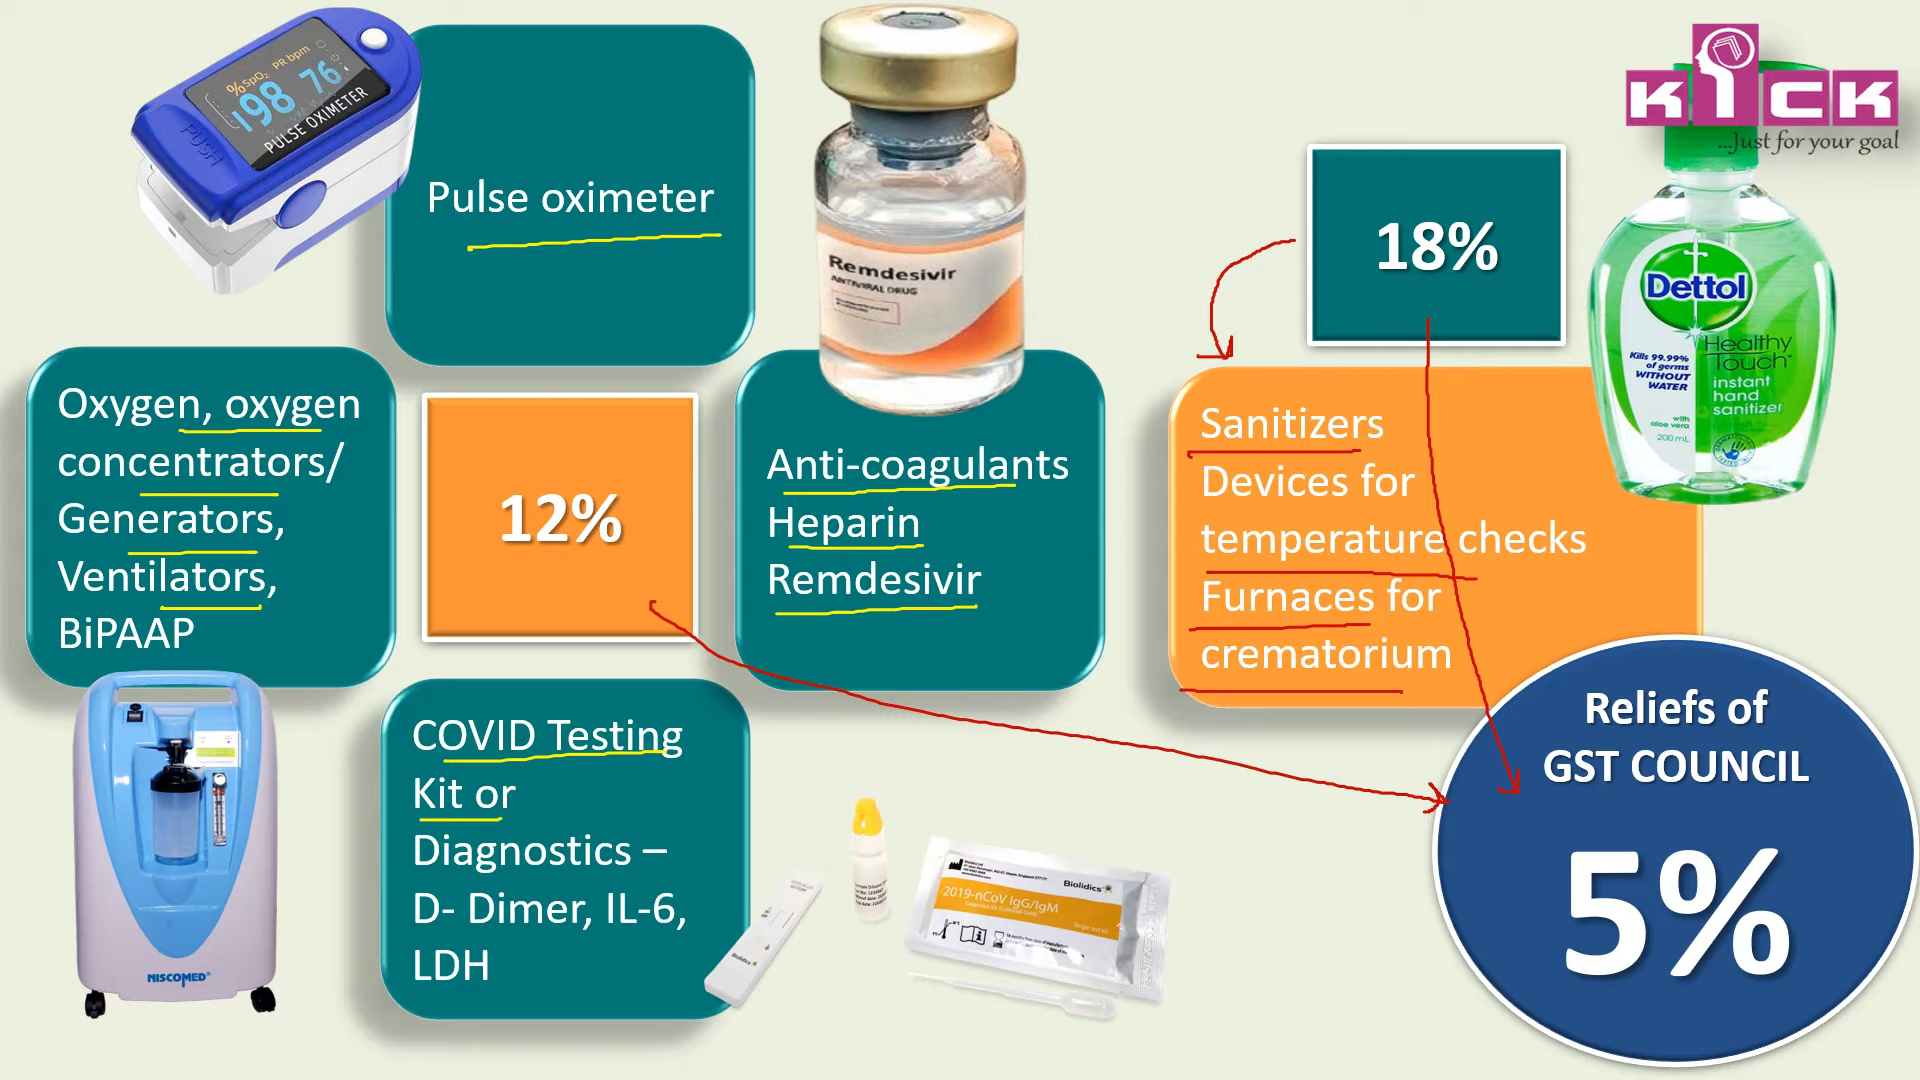 %SpO₂ PR bpm
98 76
PULSE OXIMETER
PUSH
Pulse oximeter
Remdesivir
ANTIVIRAL DRUG
KICK
...Just for your goal
18%
Dettol
Healthy
Touch™
Kills 99.99%
of germs
WITHOUT
WATER
instant
hand
sanitizer
with
aloe vera
200 mL
Oxygen, oxygen
concentrators/
Generators,
Ventilators,
BiPAAP
12%
Anti-coagulants
Heparin
Remdesivir
Sanitizers
Devices for
temperature checks
Furnaces for
crematorium
NISCOMED®
COVID Testing
Kit or
Diagnostics –
D- Dimer, IL-6,
LDH
Biolidics
Biolidics
2019-nCoV IgG/IgM
Reliefs of
GST COUNCIL
5%